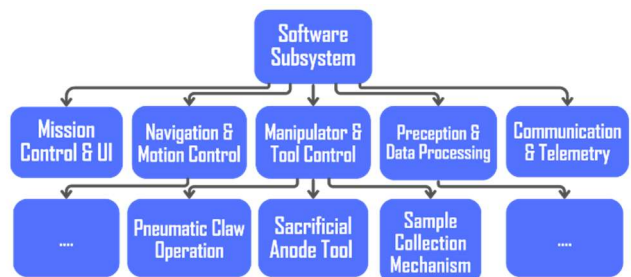 Software
Subsystem
Mission
Control & UI
Navigation &
Motion Control
Manipulator &
Tool Control
Preception &
Data Processing
Communication
& Telemetry
....
Pneumatic Claw
Operation
Sacrificial
Anode Tool
Sample
Collection
Mechanism
....